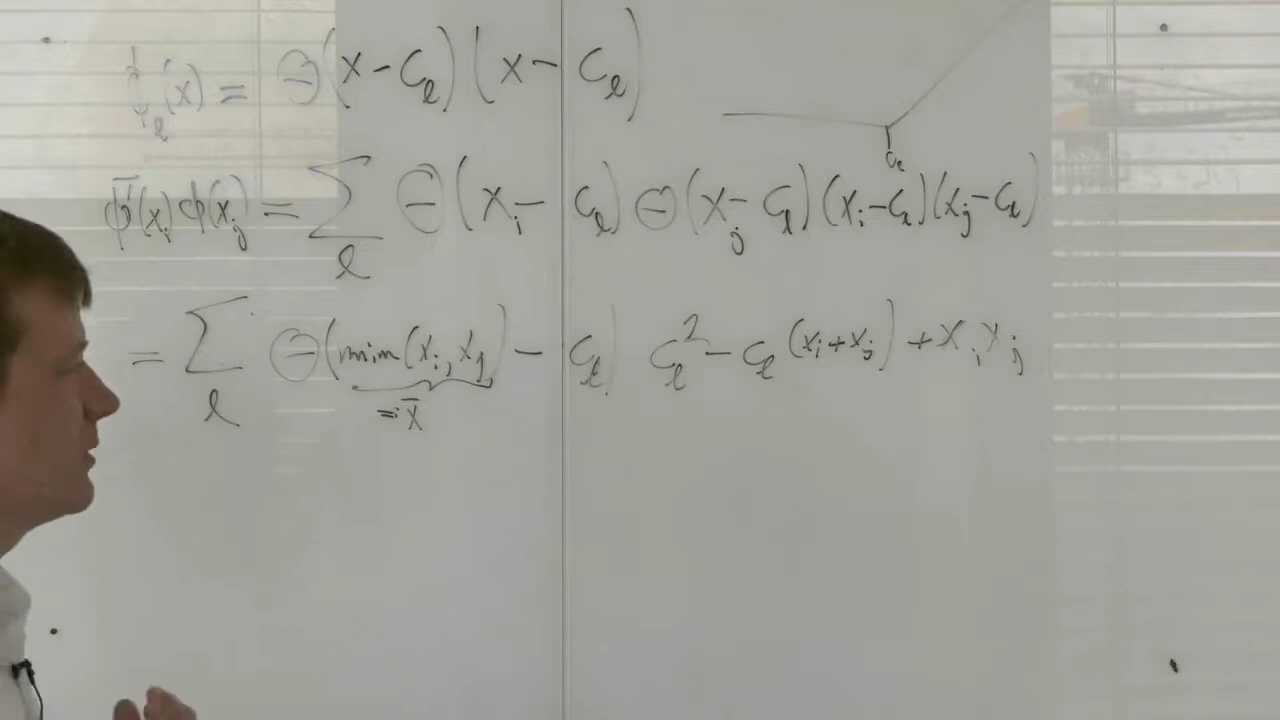 ϕ_ℓ(x) = Θ(x - c_ℓ)(x - c_ℓ)
c_ℓ
ϕ^T(x_i) ϕ(x_j) = Σ_ℓ Θ(x_i - c_ℓ) Θ(x_j - c_ℓ)(x_i - c_ℓ)(x_j - c_ℓ)
= Σ_ℓ Θ(min(x_i, x_j) - c_ℓ) c_ℓ^2 - c_ℓ (x_i + x_j) + x_i x_j
=: x̄